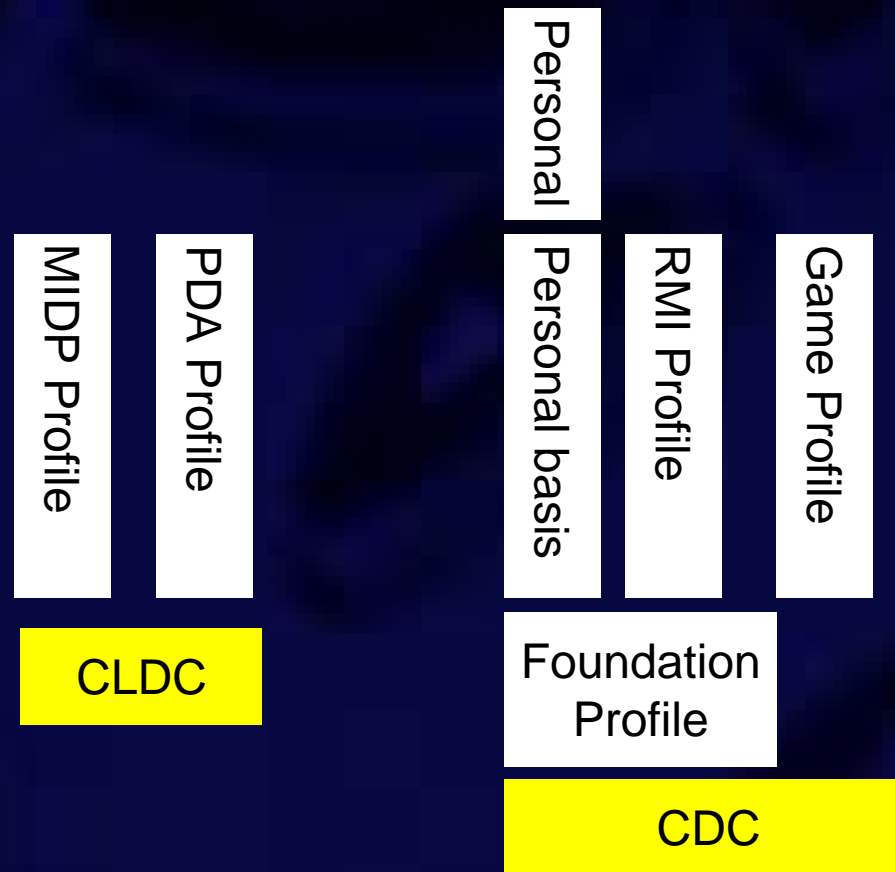 Personal
MIDP Profile
PDA Profile
Personal basis
RMI Profile
Game Profile
CLDC
Foundation
Profile
CDC